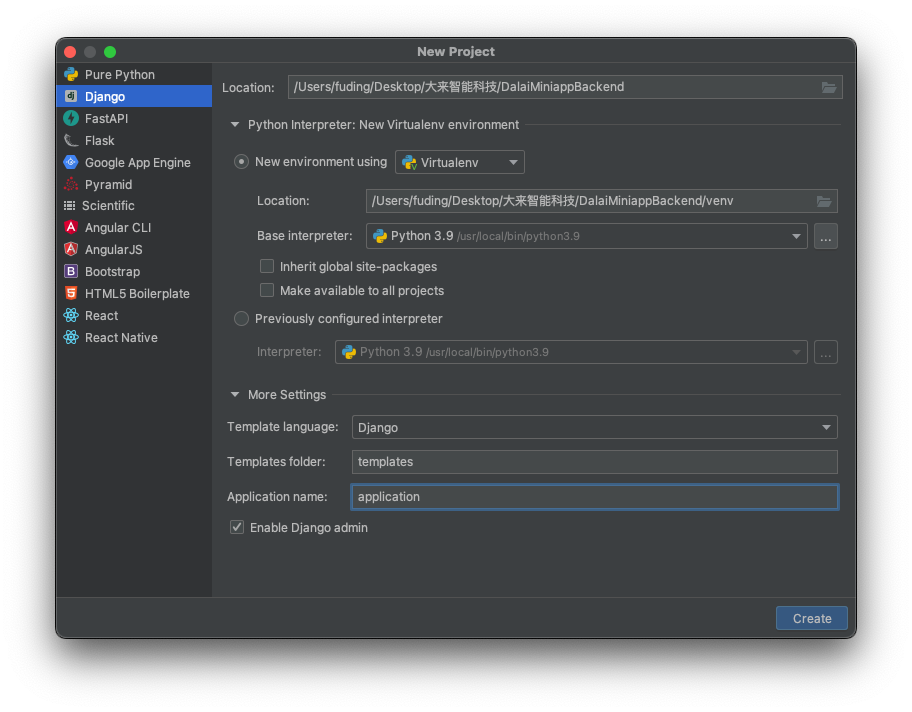 New Project
Pure Python
Django
FastAPI
Flask
Google App Engine
Pyramid
Scientific
Angular CLI
AngularJS
Bootstrap
HTML5 Boilerplate
React
React Native
Location: /Users/fuding/Desktop/大来智能科技/DalaiMiniappBackend
Python Interpreter: New Virtualenv environment
New environment using Virtualenv
Location: /Users/fuding/Desktop/大来智能科技/DalaiMiniappBackend/venv
Base interpreter: Python 3.9 /usr/local/bin/python3.9 ...
Inherit global site-packages
Make available to all projects
Previously configured interpreter
Interpreter: Python 3.9 /usr/local/bin/python3.9 ...
More Settings
Template language: Django
Templates folder: templates
Application name: application
Enable Django admin
Create